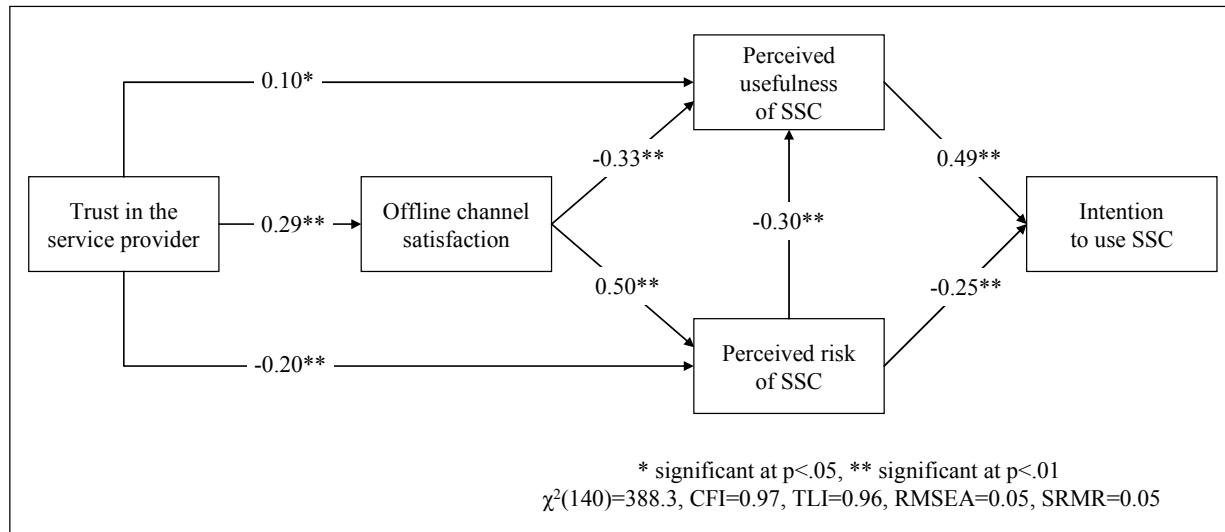 Perceived
usefulness
of SSC
0.10*
-0.33**
0.49**
Trust in the
service provider
0.29**
Offline channel
satisfaction
-0.30**
Intention
to use SSC
0.50**
-0.25**
-0.20**
Perceived risk
of SSC
* significant at p<.05, ** significant at p<.01
χ²(140)=388.3, CFI=0.97, TLI=0.96, RMSEA=0.05, SRMR=0.05